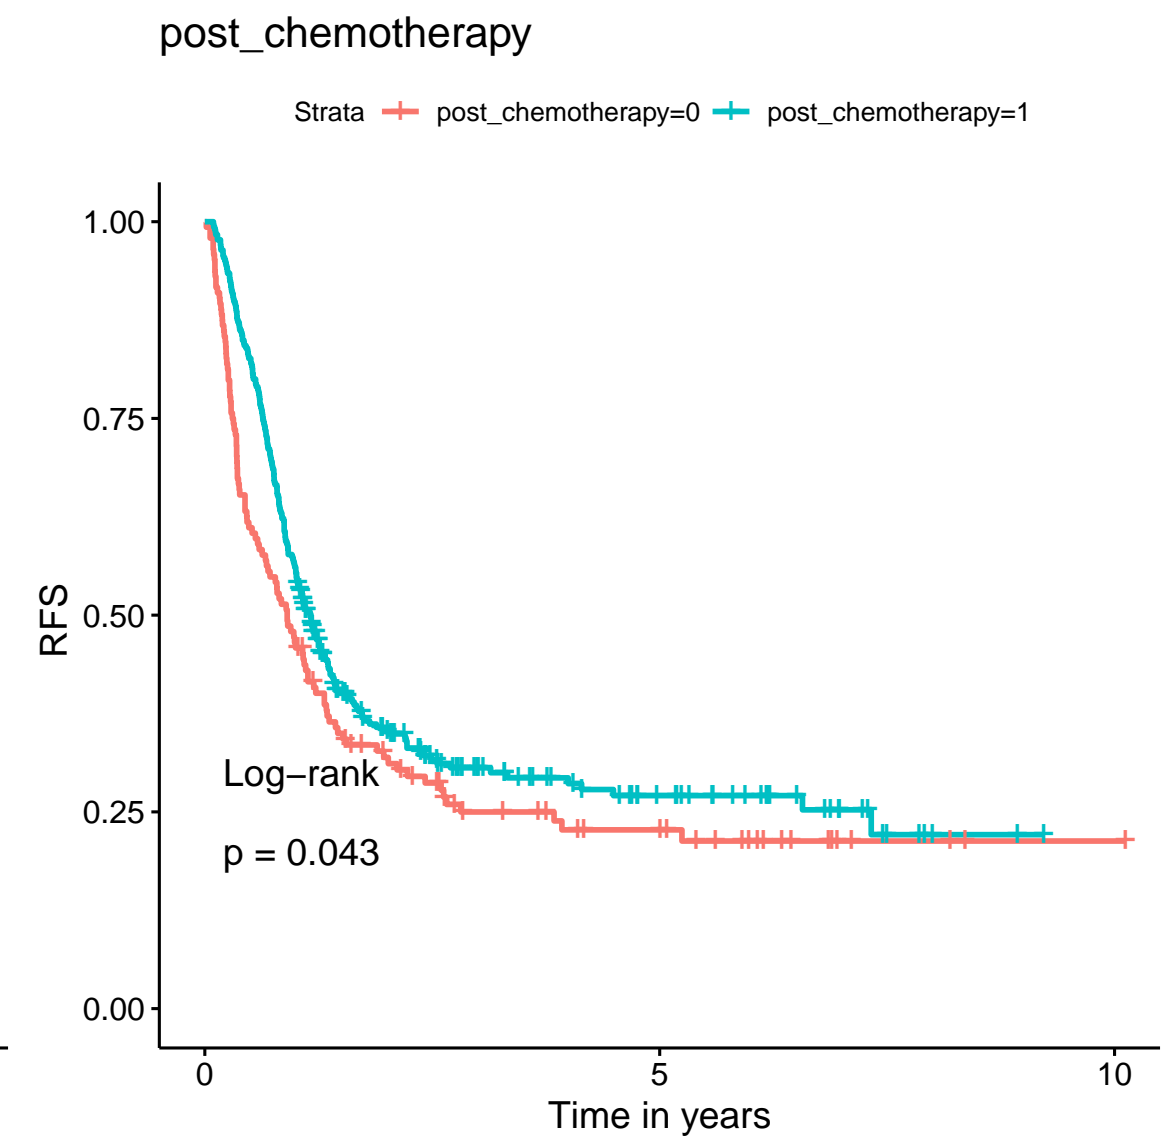 post_chemotherapy
Strata post_chemotherapy=0 post_chemotherapy=1
1.00
0.75
0.50
0.25
0.00
RFS
Log−rank
p = 0.043
0 5 10
Time in years